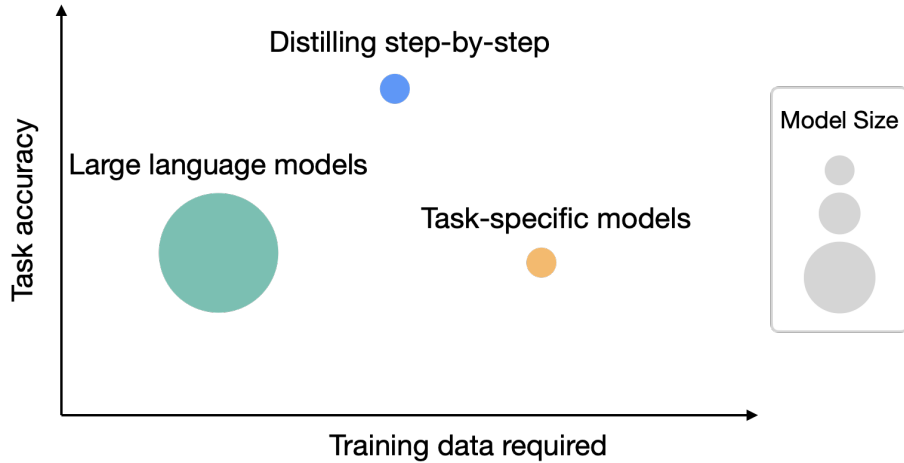 Distilling step-by-step
Large language models
Task-specific models
Task accuracy
Training data required
Model Size